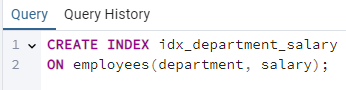 Query Query History
1 CREATE INDEX idx_department_salary
2 ON employees(department, salary);